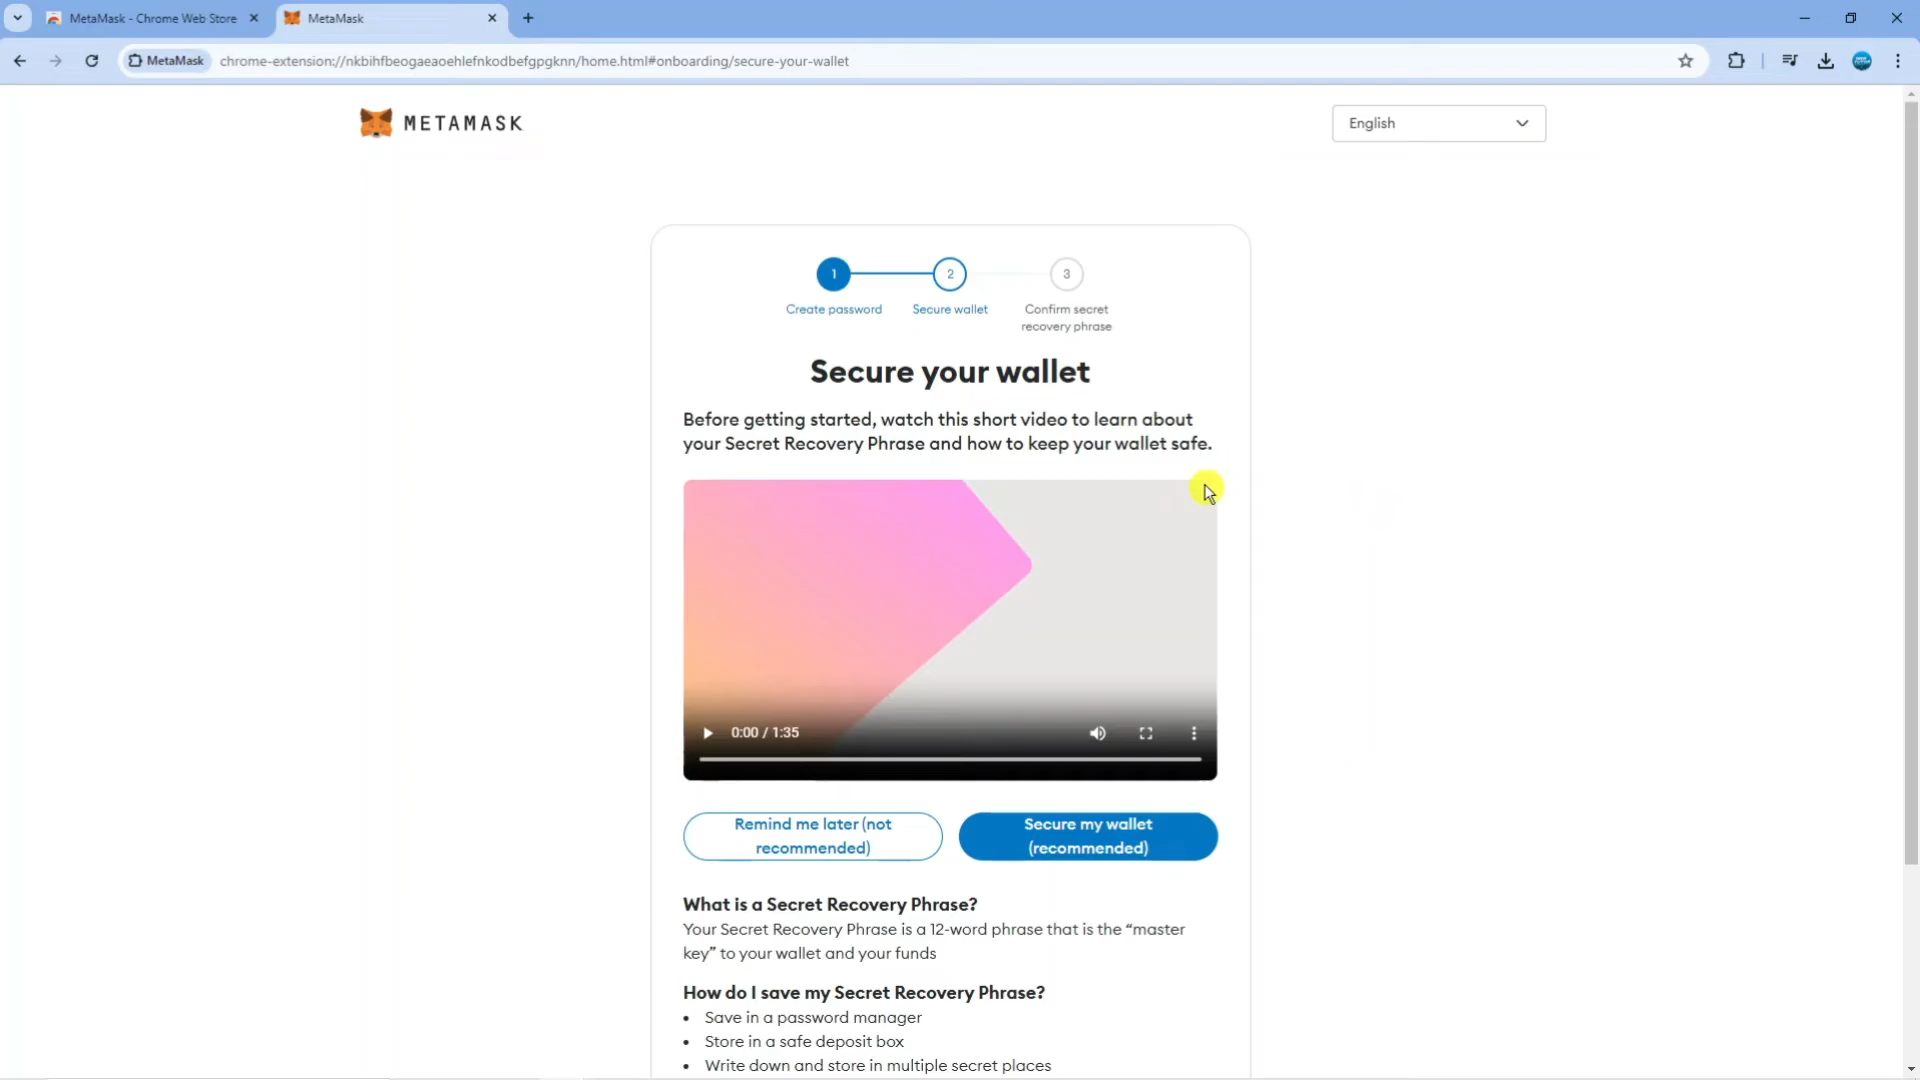 MetaMask - Chrome Web Store
MetaMask
MetaMask
chrome-extension://nkbihfbeogaeaoehlefnkodbefgpgknn/home.html#onboarding/secure-your-wallet
METAMASK
English
1
2
3
Create password
Secure wallet
Confirm secret
recovery phrase
Secure your wallet
Before getting started, watch this short video to learn about
your Secret Recovery Phrase and how to keep your wallet safe.
0:00 / 1:35
Remind me later (not
recommended)
Secure my wallet
(recommended)
What is a Secret Recovery Phrase?
Your Secret Recovery Phrase is a 12-word phrase that is the “master
key” to your wallet and your funds
How do I save my Secret Recovery Phrase?
• Save in a password manager
• Store in a safe deposit box
• Write down and store in multiple secret places